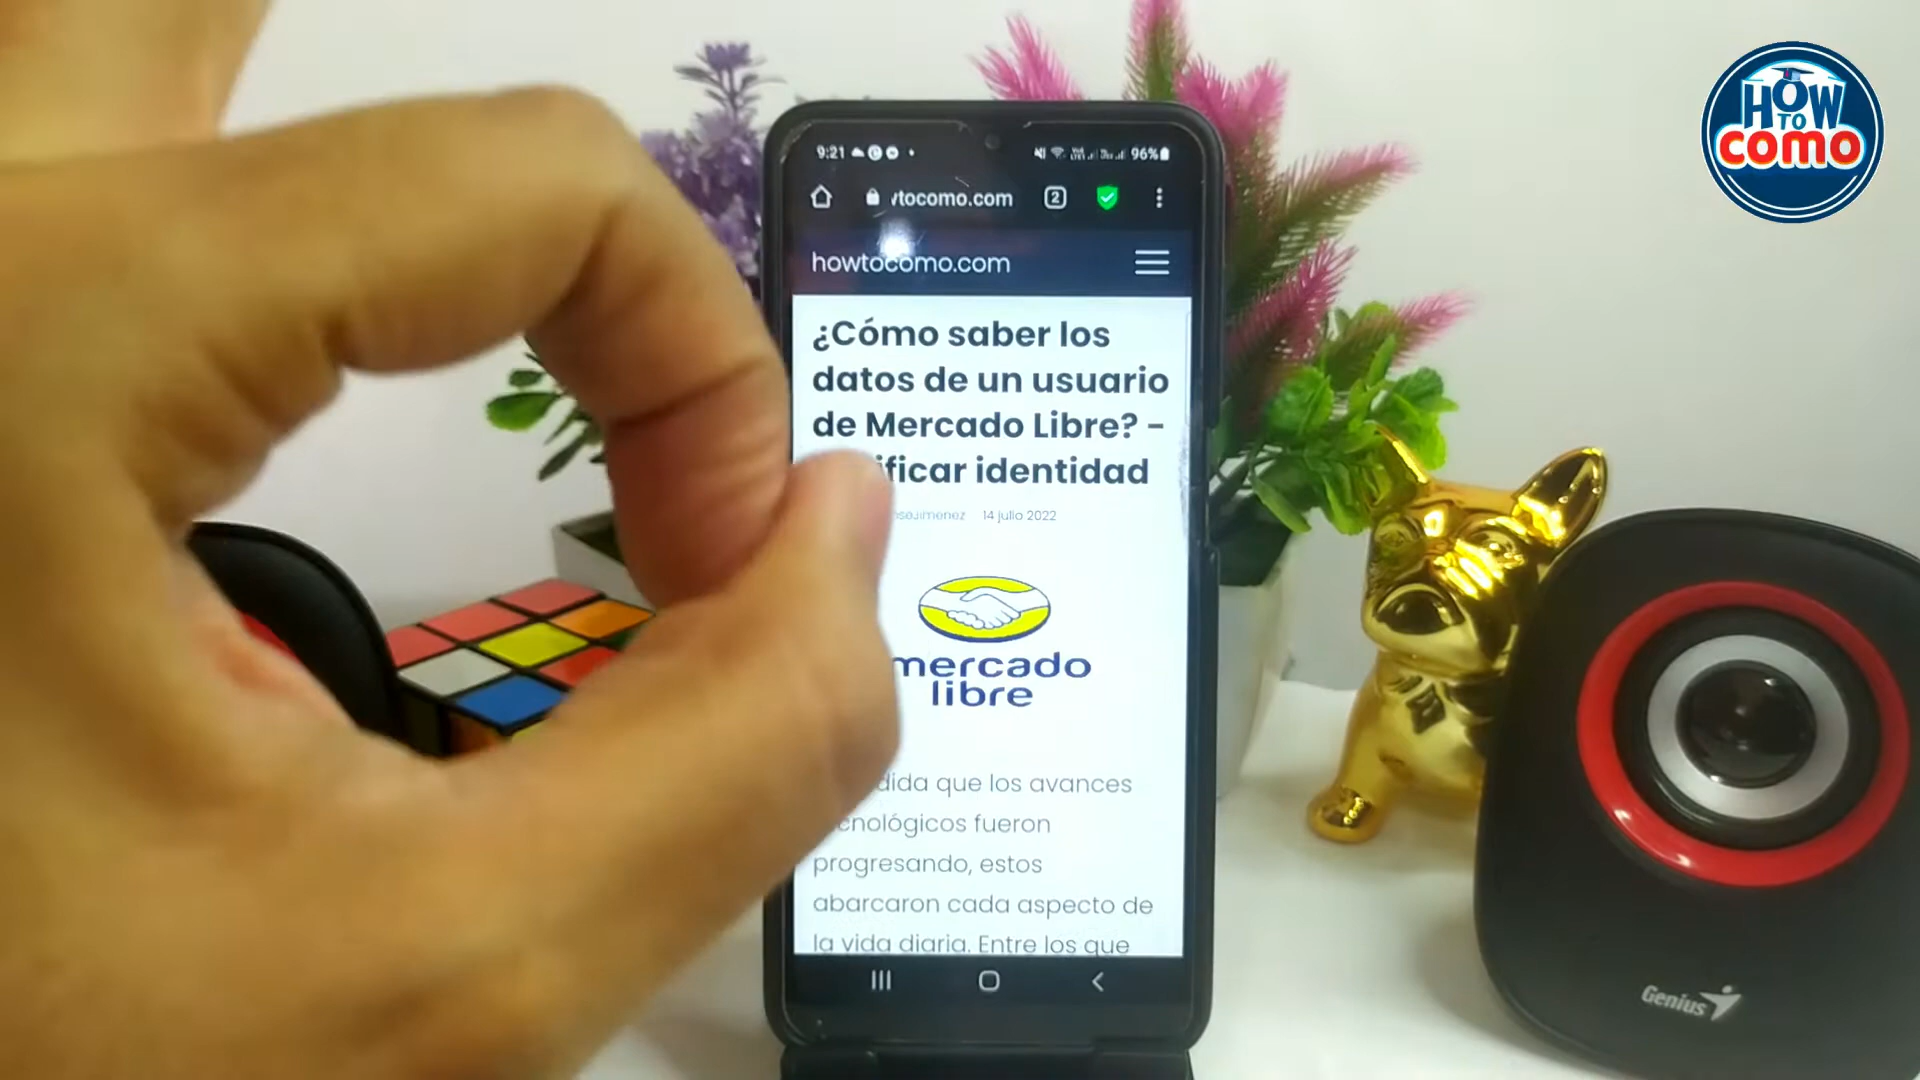 HOW
TO
como
9:21
96%
tocomo.com
2
howtocomo.com
¿Cómo saber los
datos de un usuario
de Mercado Libre? -
ificar identidad
14 julio 2022
mercado
libre
dida que los avances
tecnológicos fueron
progresando, estos
abarcaron cada aspecto de
la vida diaria. Entre los que
Genius